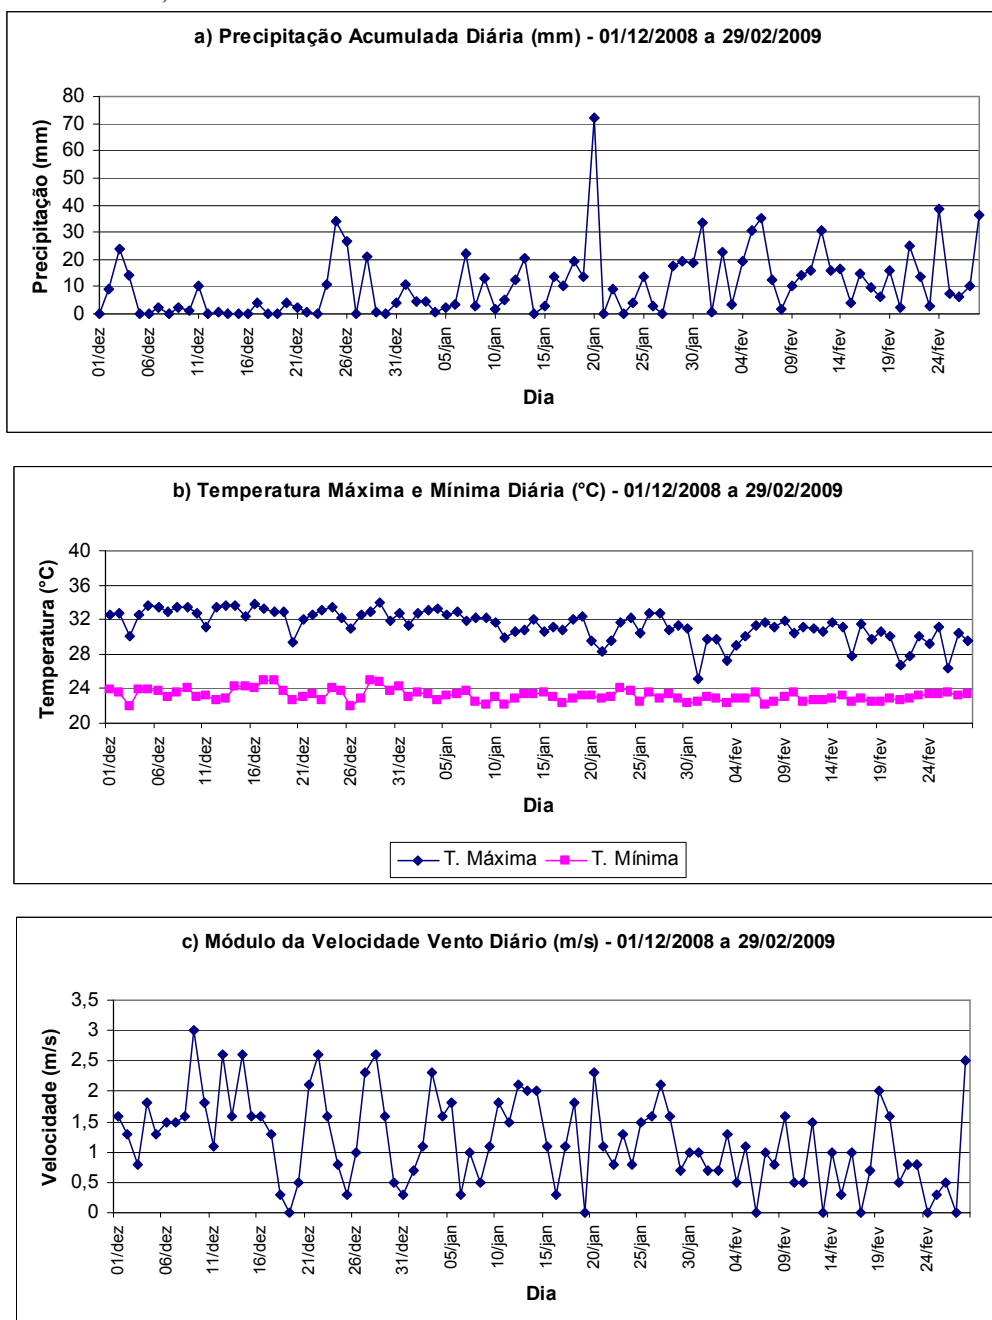 a) Precipitação Acumulada Diária (mm) - 01/12/2008 a 29/02/2009
80
70
60
50
40
30
20
10
0
Precipitação (mm)
01/dez
06/dez
11/dez
16/dez
21/dez
26/dez
31/dez
05/jan
10/jan
15/jan
20/jan
25/jan
30/jan
04/fev
09/fev
14/fev
19/fev
24/fev
Dia
b) Temperatura Máxima e Mínima Diária (°C) - 01/12/2008 a 29/02/2009
40
36
32
28
24
20
Temperatura (°C)
01/dez
06/dez
11/dez
16/dez
21/dez
26/dez
31/dez
05/jan
10/jan
15/jan
20/jan
25/jan
30/jan
04/fev
09/fev
14/fev
19/fev
24/fev
Dia
T. Máxima T. Mínima
c) Módulo da Velocidade Vento Diário (m/s) - 01/12/2008 a 29/02/2009
3,5
3
2,5
2
1,5
1
0,5
0
Velocidade (m/s)
01/dez
06/dez
11/dez
16/dez
21/dez
26/dez
31/dez
05/jan
10/jan
15/jan
20/jan
25/jan
30/jan
04/fev
09/fev
14/fev
19/fev
24/fev
Dia